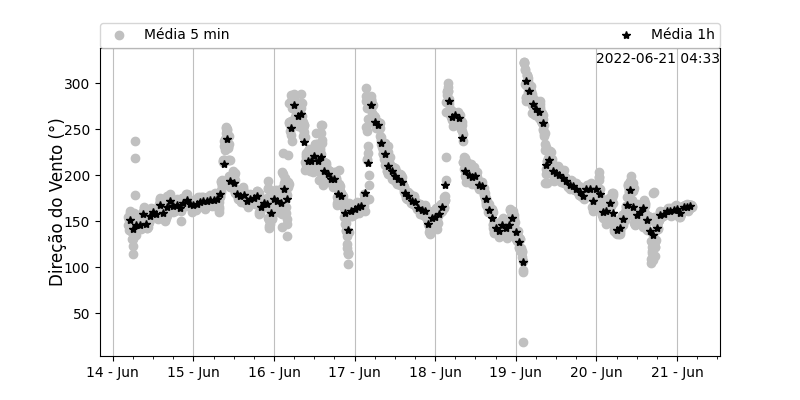 Média 5 min Média 1h
2022-06-21 04:33
Direção do Vento (°)
300
250
200
150
100
50
14 - Jun 15 - Jun 16 - Jun 17 - Jun 18 - Jun 19 - Jun 20 - Jun 21 - Jun